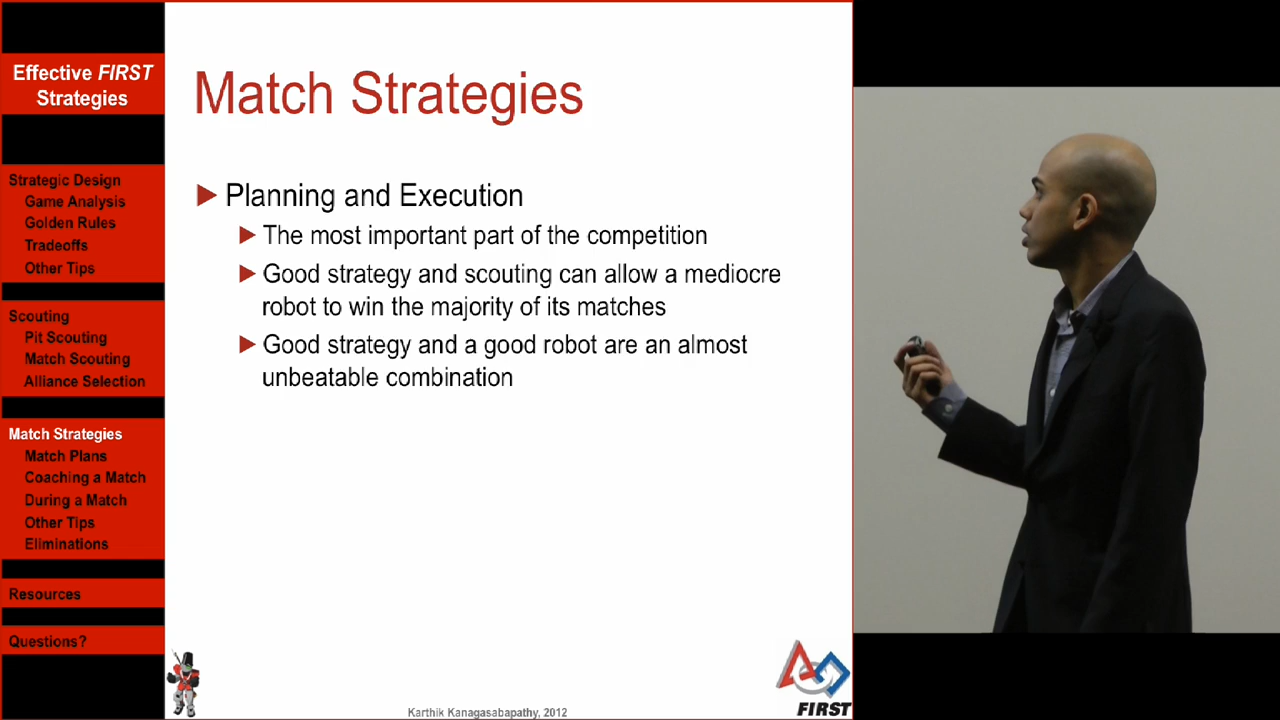 Effective FIRST
Strategies
Strategic Design
Game Analysis
Golden Rules
Tradeoffs
Other Tips
Scouting
Pit Scouting
Match Scouting
Alliance Selection
Match Strategies
Match Plans
Coaching a Match
During a Match
Other Tips
Eliminations
Resources
Questions?
Match Strategies
Planning and Execution
The most important part of the competition
Good strategy and scouting can allow a mediocre
robot to win the majority of its matches
Good strategy and a good robot are an almost
unbeatable combination
Karthik Kanagasabapathy, 2012
FIRST